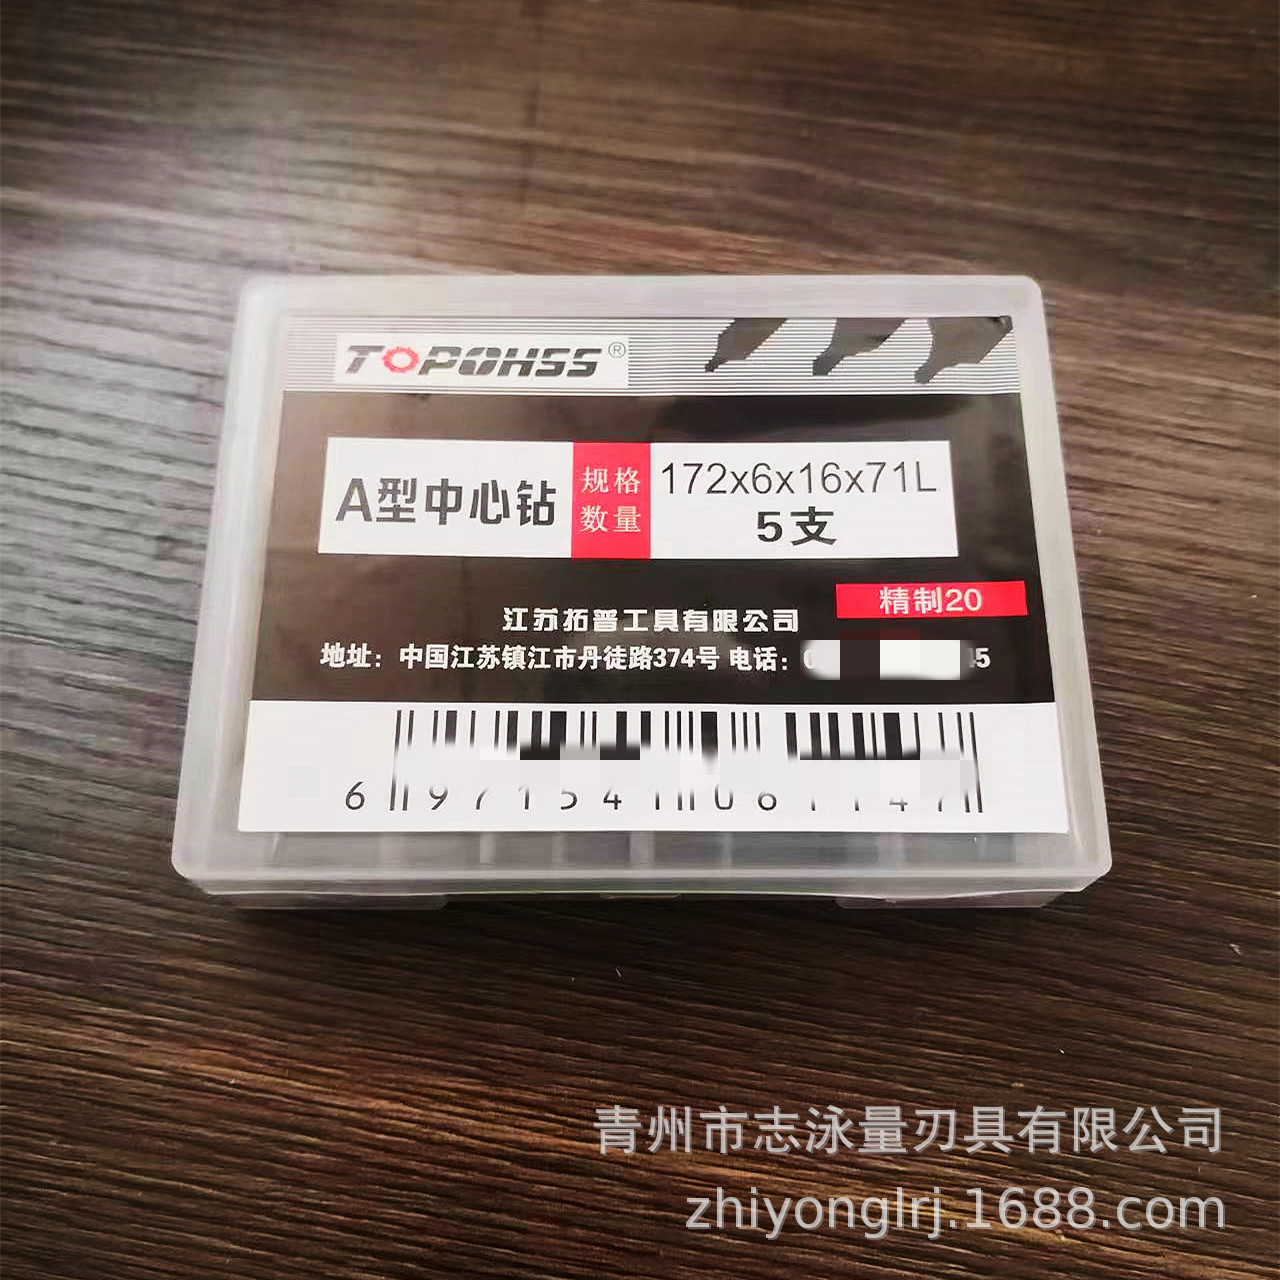 TOPOHSS®
A型中心钻
规格 172x6x16x71L
数量 5支
精制20
江苏拓普工具有限公司
地址：中国江苏镇江市丹徒路374号 电话：
青州市志泳量刃具有限公司
zhiyonglrj.1688.com